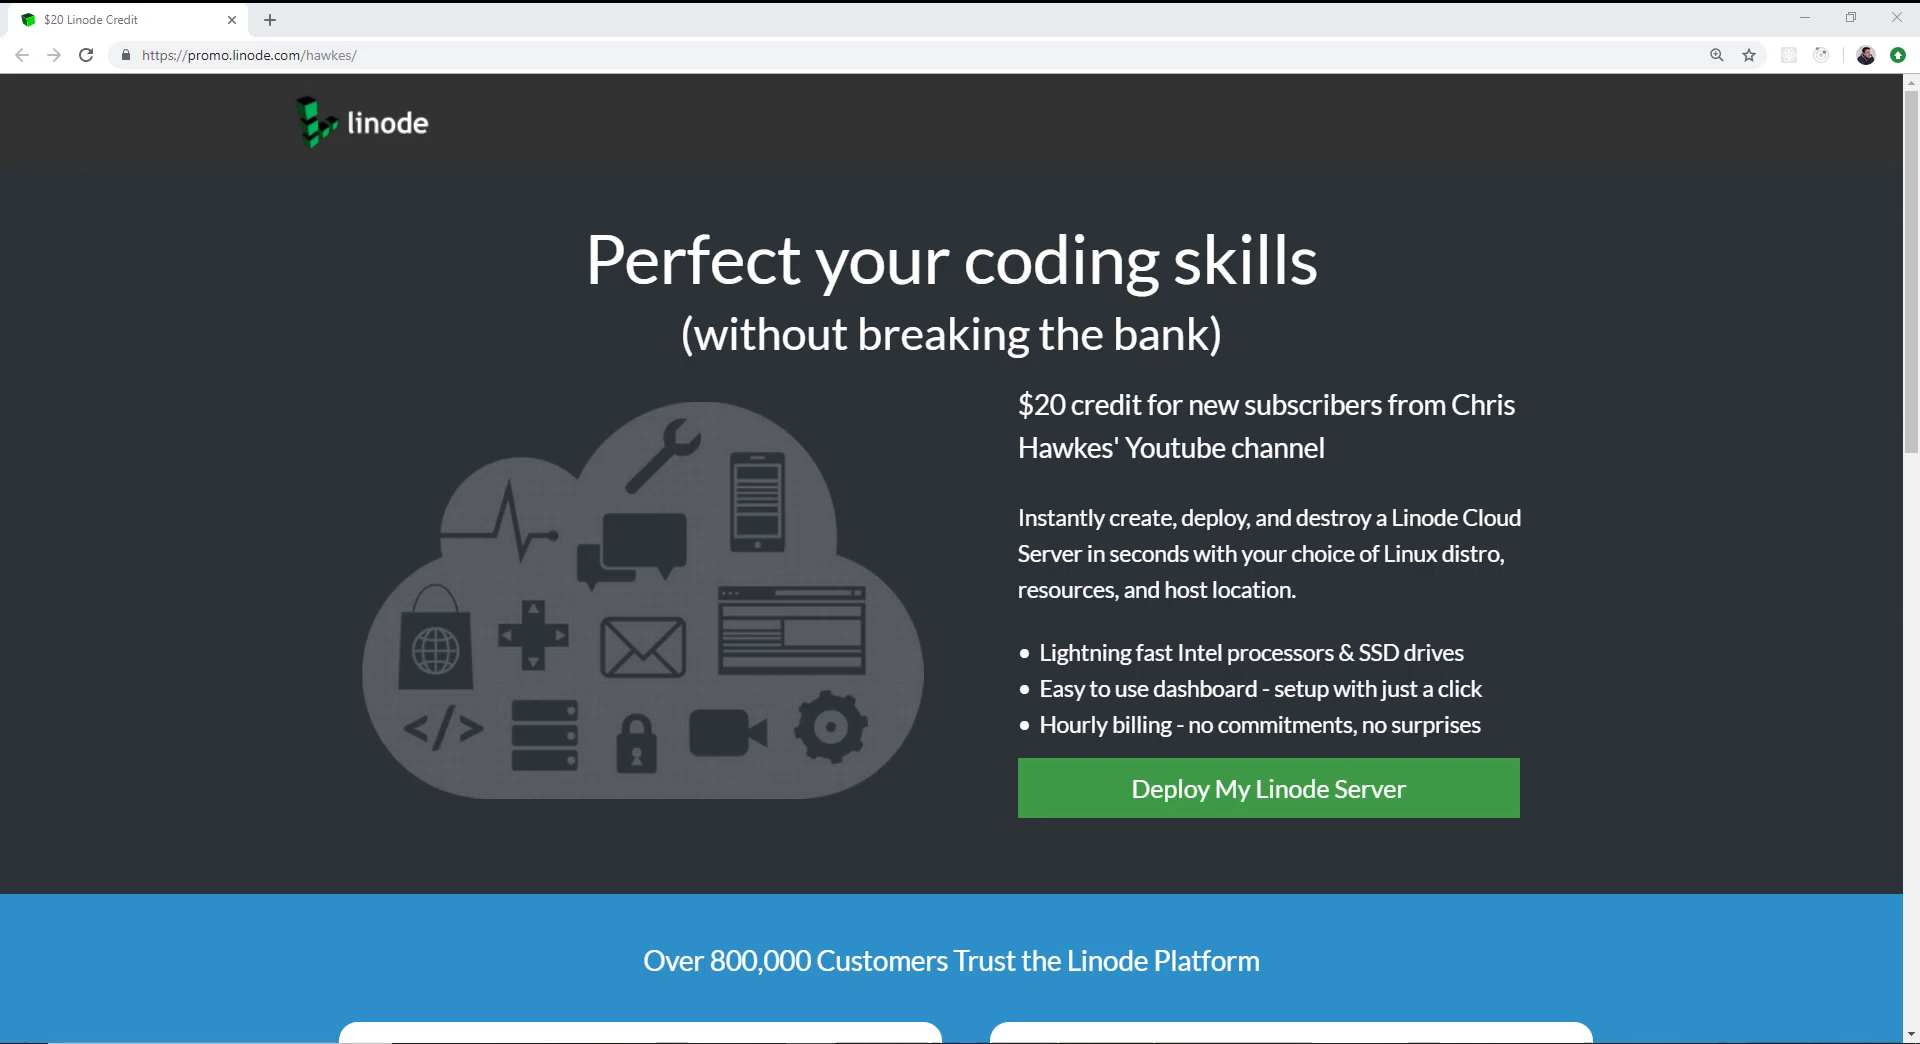 $20 Linode Credit
https://promo.linode.com/hawkes/
linode
Perfect your coding skills
(without breaking the bank)
$20 credit for new subscribers from Chris
Hawkes' Youtube channel
Instantly create, deploy, and destroy a Linode Cloud
Server in seconds with your choice of Linux distro,
resources, and host location.
• Lightning fast Intel processors & SSD drives
• Easy to use dashboard - setup with just a click
• Hourly billing - no commitments, no surprises
Deploy My Linode Server
Over 800,000 Customers Trust the Linode Platform